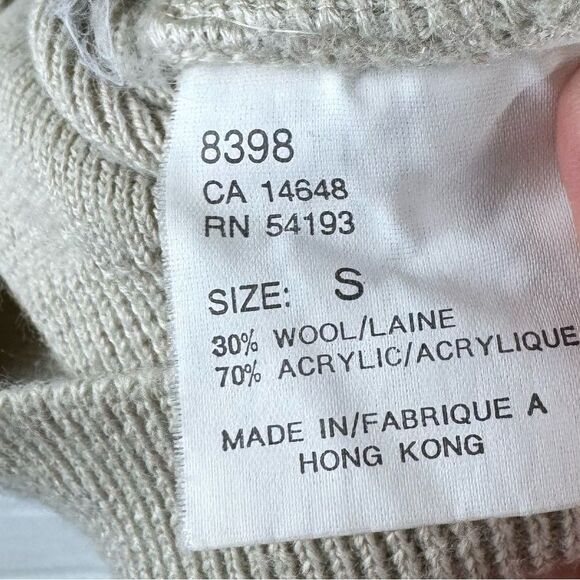 8398
CA 14648
RN 54193
SIZE: S
30% WOOL/LAINE
70% ACRYLIC/ACRYLIQUE
MADE IN/FABRIQUE A
HONG KONG